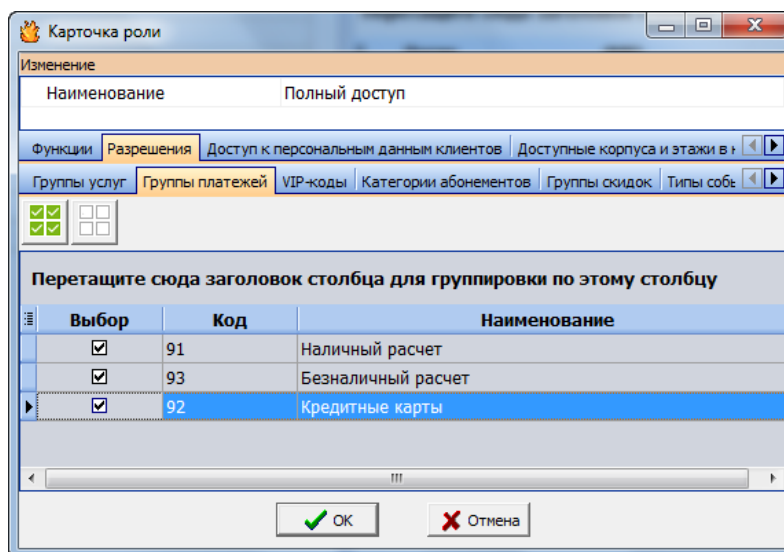 Карточка роли
Изменение
Наименование Полный доступ
Функции Разрешения Доступ к персональным данным клиентов Доступные корпуса и этажи в н
Группы услуг Группы платежей VIP-коды Категории абонементов Группы скидок Типы собь
Перетащите сюда заголовок столбца для группировки по этому столбцу
Выбор Код Наименование
91 Наличный расчет
93 Безналичный расчет
92 Кредитные карты
OK Отмена